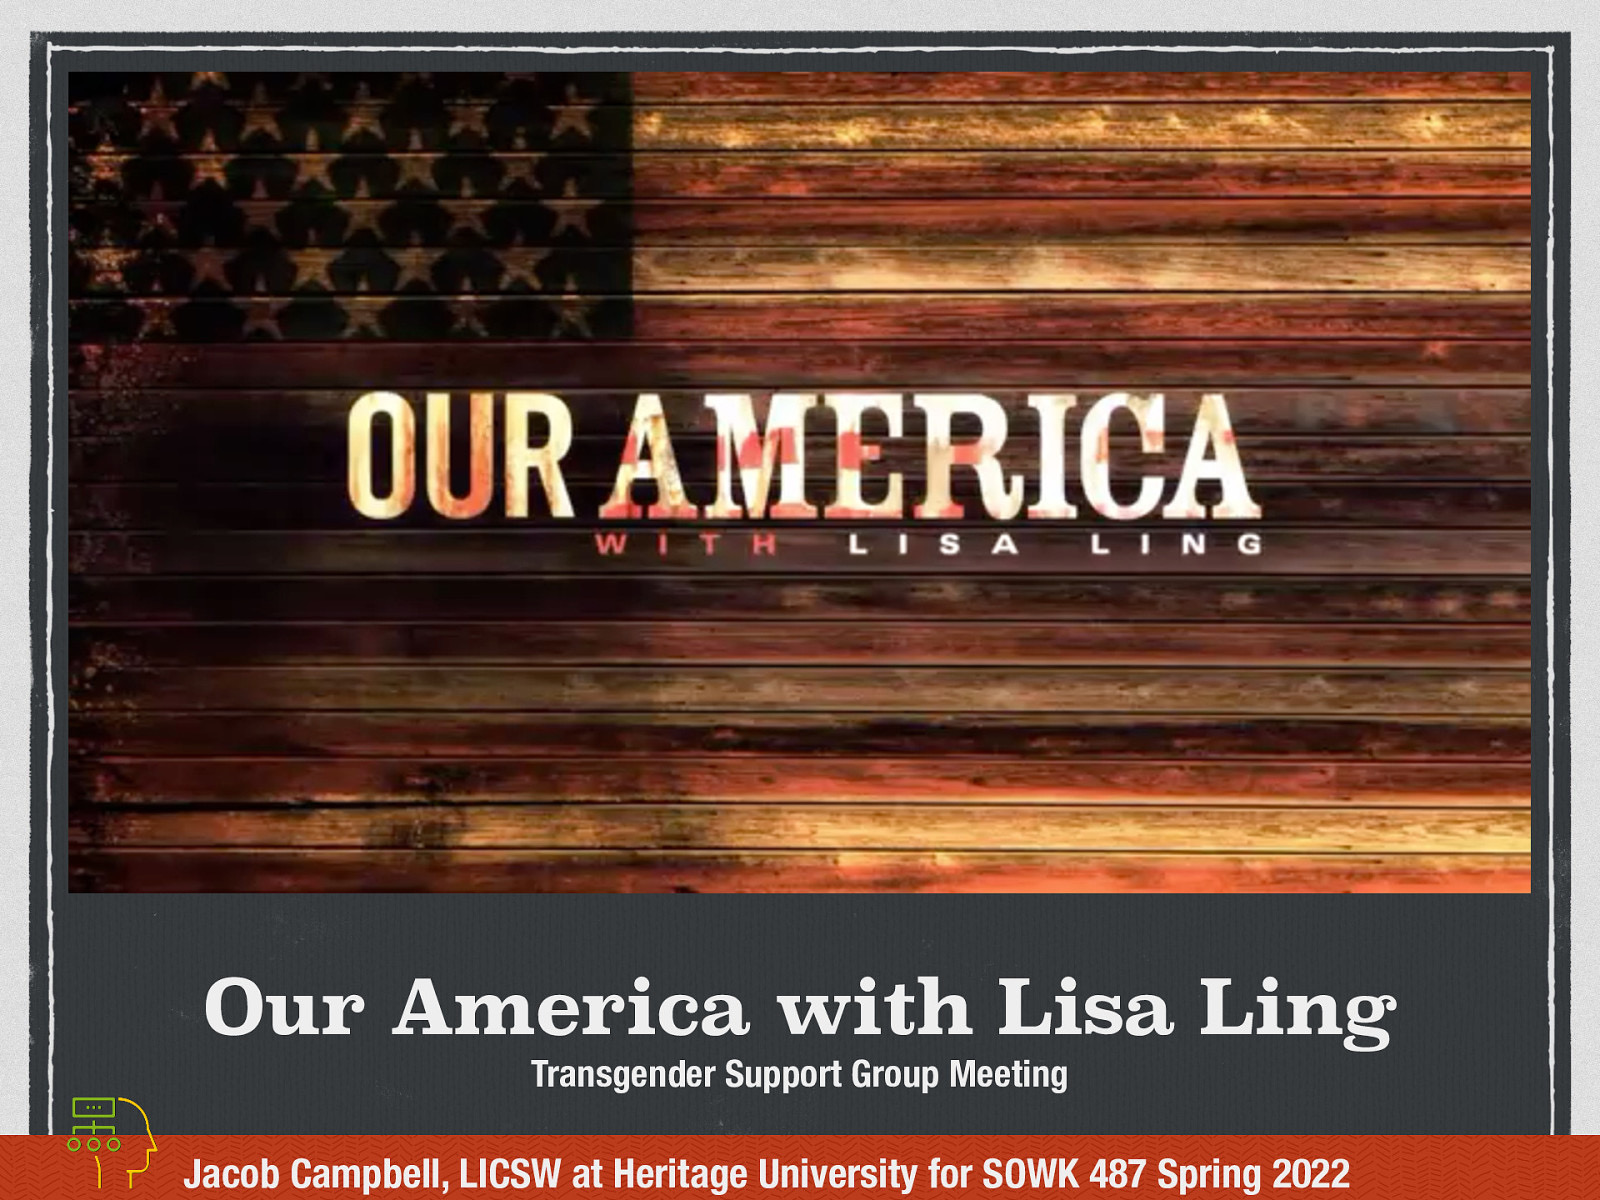 OUR AMERICA
WITH LISA LING
Our America with Lisa Ling
Transgender Support Group Meeting
Jacob Campbell, LICSW at Heritage University for SOWK 487 Spring 2022